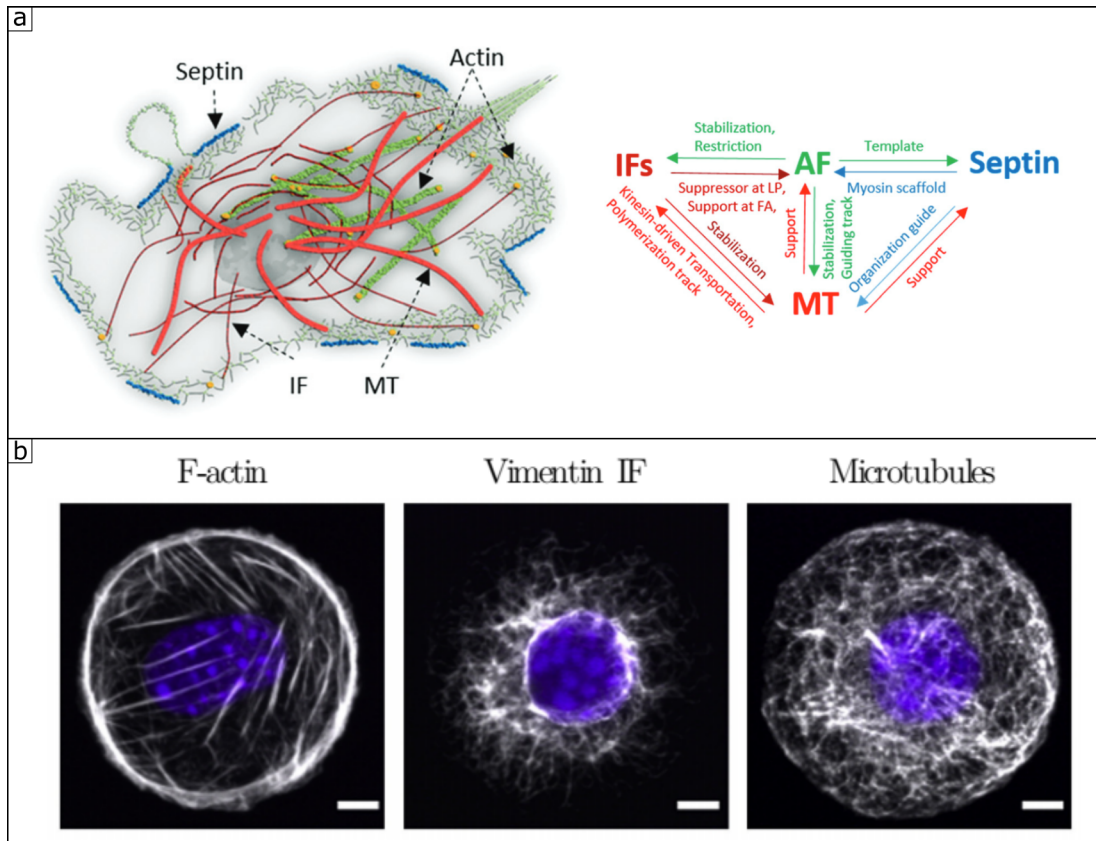 a
Septin
Actin
IF
MT
Stabilization,
Restriction
Template
IFs
AF
Septin
Suppressor at LP,
Support at FA,
Myosin scaffold
Kinesin-driven Transportation,
Polymerization track
Stabilization
Support
Stabilization,
Guiding track
Organization guide
Support
MT
b
F-actin
Vimentin IF
Microtubules